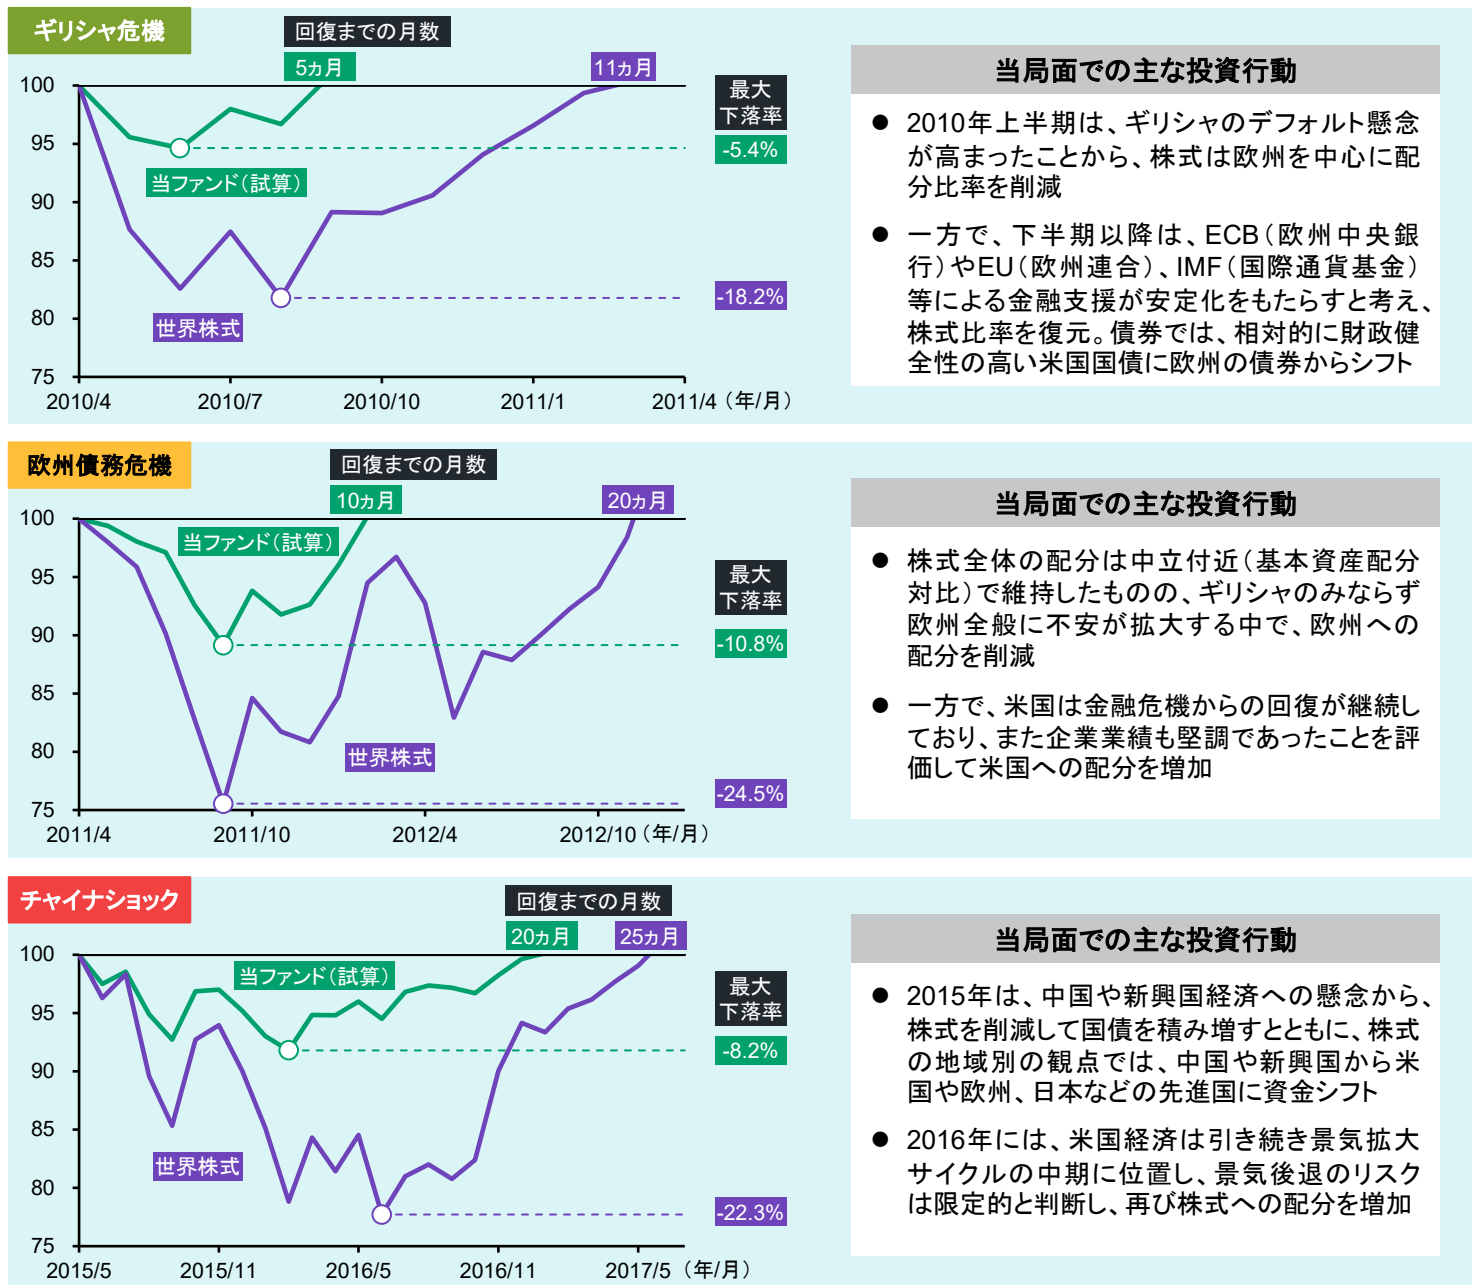 ギリシャ危機
回復までの月数
5ヵ月
11ヵ月
100
95
90
85
80
75
最大
下落率
-5.4%
当ファンド（試算）
-18.2%
世界株式
2010/4
2010/7
2010/10
2011/1
2011/4
（年/月）
当局面での主な投資行動
● 2010年上半期は、ギリシャのデフォルト懸念
が高まったことから、株式は欧州を中心に配
分比率を削減
● 一方で、下半期以降は、ECB（欧州中央銀
行）やEU（欧州連合）、IMF（国際通貨基金）
等による金融支援が安定化をもたらすと考え、
株式比率を復元。債券では、相対的に財政健
全性の高い米国国債に欧州の債券からシフト
欧州債務危機
回復までの月数
10ヵ月
20ヵ月
100
95
90
85
80
75
当ファンド（試算）
最大
下落率
-10.8%
世界株式
-24.5%
2011/4
2011/10
2012/4
2012/10
（年/月）
当局面での主な投資行動
● 株式全体の配分は中立付近（基本資産配分
対比）で維持したものの、ギリシャのみならず
欧州全般に不安が拡大する中で、欧州への
配分を削減
● 一方で、米国は金融危機からの回復が継続し
ており、また企業業績も堅調であったことを評
価して米国への配分を増加
チャイナショック
回復までの月数
20ヵ月
25ヵ月
100
95
90
85
80
75
当ファンド（試算）
最大
下落率
-8.2%
世界株式
-22.3%
2015/5
2015/11
2016/5
2016/11
2017/5
（年/月）
当局面での主な投資行動
● 2015年は、中国や新興国経済への懸念から、
株式を削減して国債を積み増すとともに、株式
の地域別の観点では、中国や新興国から米
国や欧州、日本などの先進国に資金シフト
● 2016年には、米国経済は引き続き景気拡大
サイクルの中期に位置し、景気後退のリスク
は限定的と判断し、再び株式への配分を増加